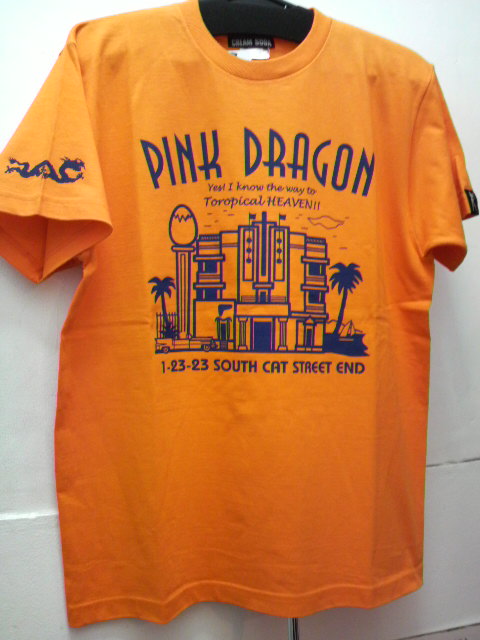 CREAM SODA
PINK DRAGON
Yes! I know the way to
Toropical HEAVEN!!
1-23-23 SOUTH CAT STREET END